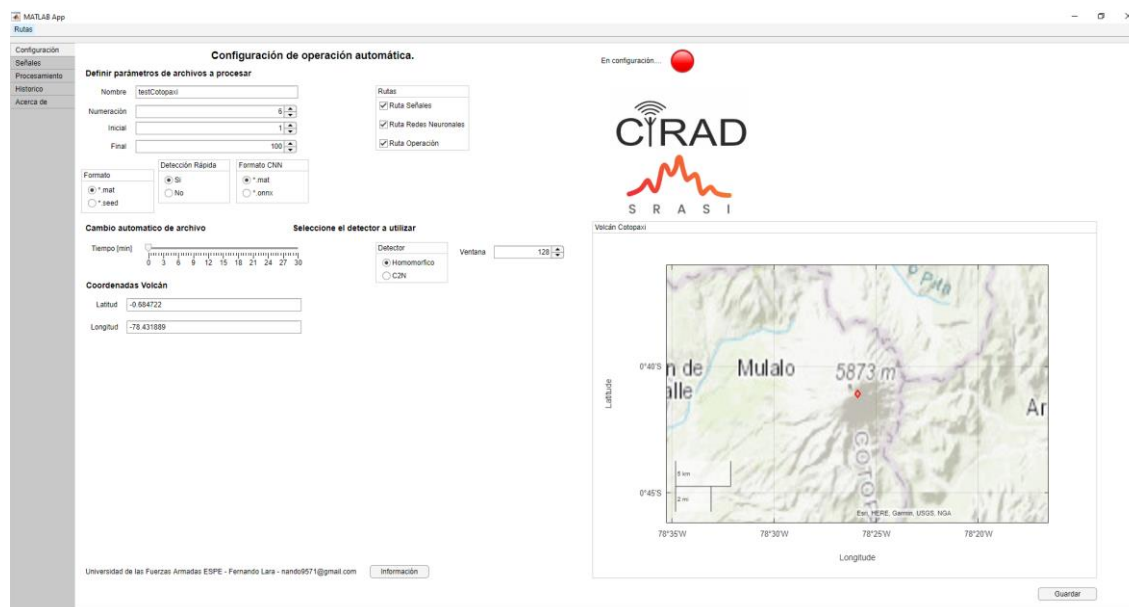 MATLAB App
Rutas
Configuración
Señales
Procesamiento
Historico
Acerca de
Configuración de operación automática.
Definir parámetros de archivos a procesar
Nombre testCotopaxi
Numeración 6
Inicial 1
Final 100
Rutas
Ruta Señales
Ruta Redes Neuronales
Ruta Operación
Formato
*.mat
*.seed
Detección Rápida
Si
No
Formato CNN
*.mat
*.onnx
Cambio automatico de archivo
Tiempo [min]
0 3 6 9 12 15 18 21 24 27 30
Seleccione el detector a utilizar
Detector
Homomorfico
C2N
Ventana 128
Coordenadas Volcán
Latitud -0.684722
Longitud -78.431889
Universidad de las Fuerzas Armadas ESPE - Fernando Lara - nando9571@gmail.com
Información
En configuración...
CIRAD
SRASI
Volcán Cotopaxi
Latitude
0°40'S
0°45'S
n de
alle
Mulalo
5873 m
Pita
Ar
COTOP
5 km
2 mi
Esri, HERE, Garmin, USGS, NGA
78°35'W 78°30'W 78°25'W 78°20'W
Longitude
Guardar